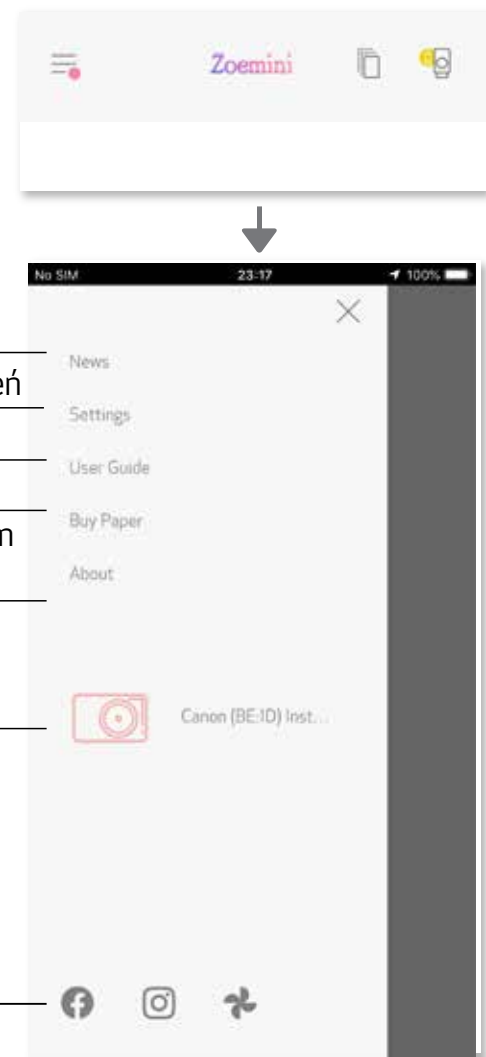 Zoemini
No SIM 23:17 100%
News
eń
Settings
User Guide
Buy Paper
m
About
Canon (BE:1D) Inst...